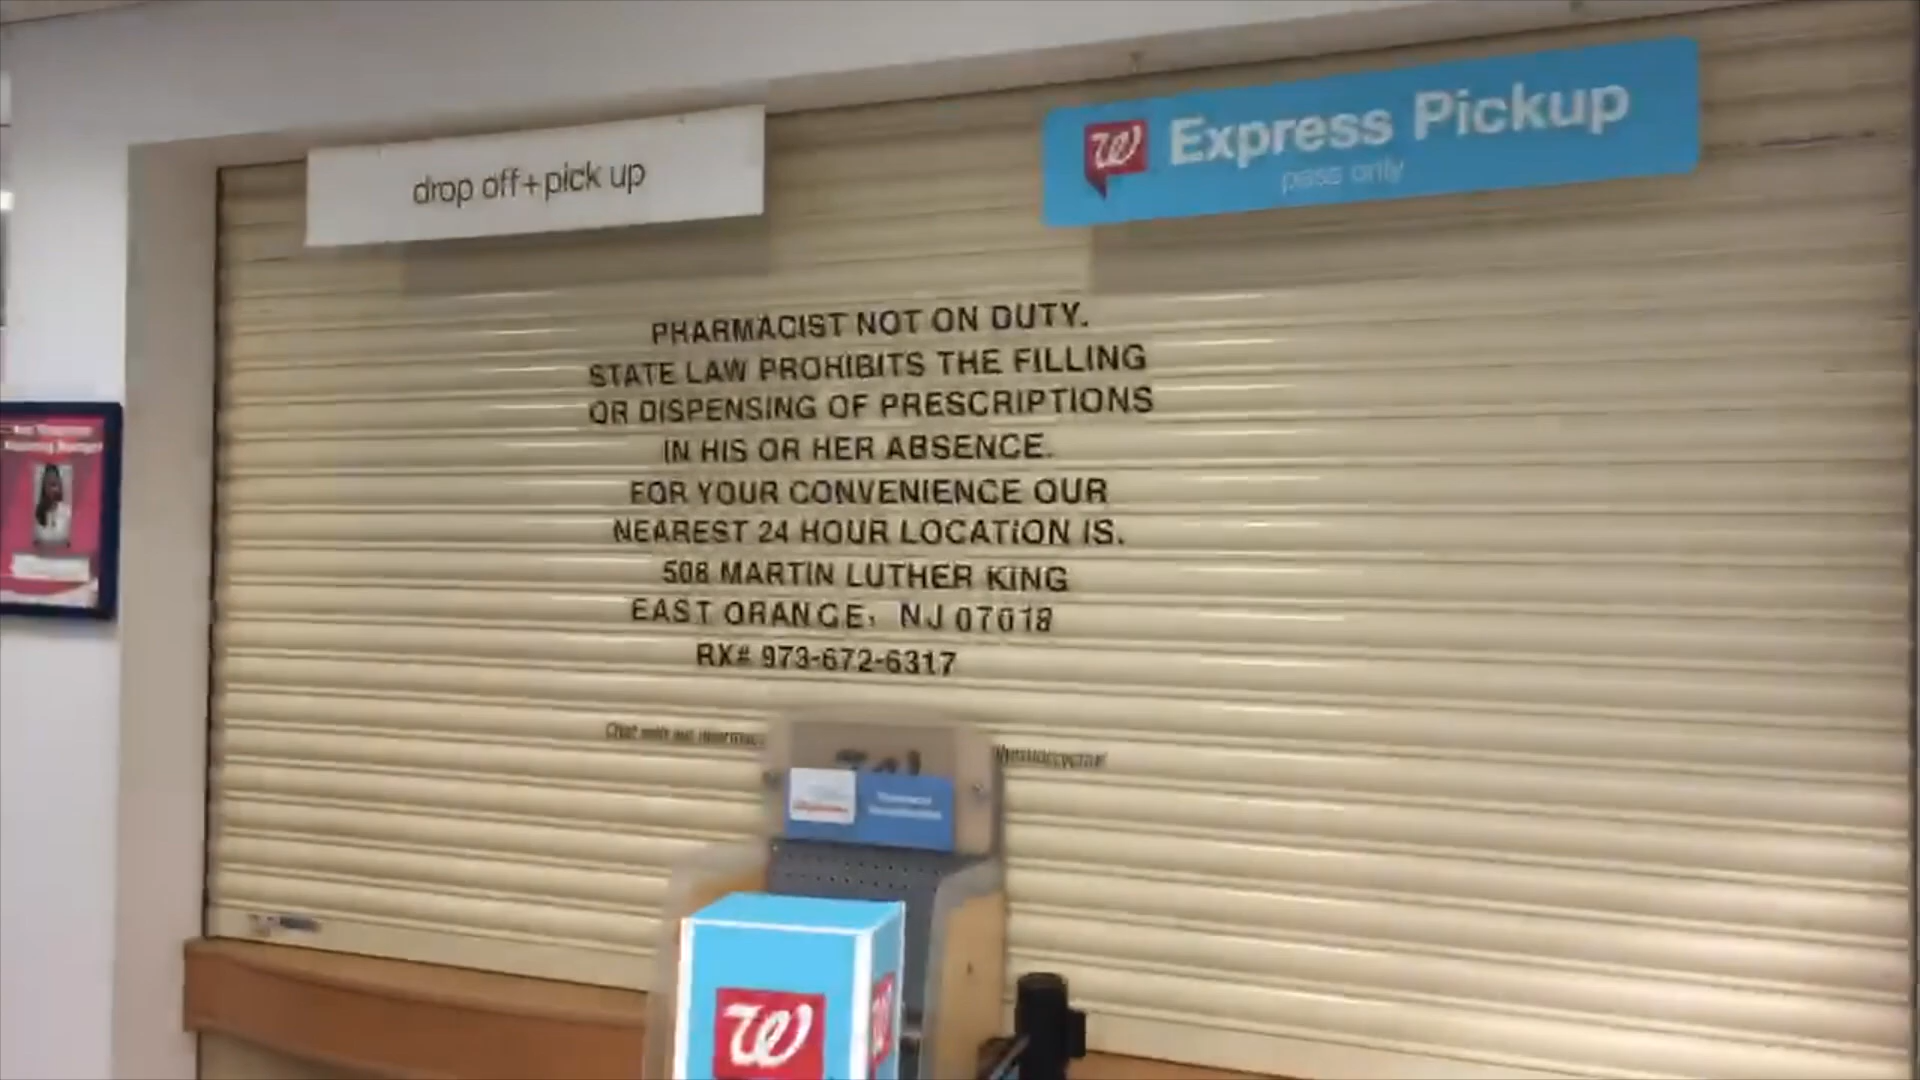 drop off+pick up
Express Pickup
pass only
PHARMACIST NOT ON DUTY.
STATE LAW PROHIBITS THE FILLING
OR DISPENSING OF PRESCRIPTIONS
IN HIS OR HER ABSENCE.
FOR YOUR CONVENIENCE OUR
NEAREST 24 HOUR LOCATION IS.
508 MARTIN LUTHER KING
EAST ORANGE, NJ 07018
RX# 973-672-6317
Chat with